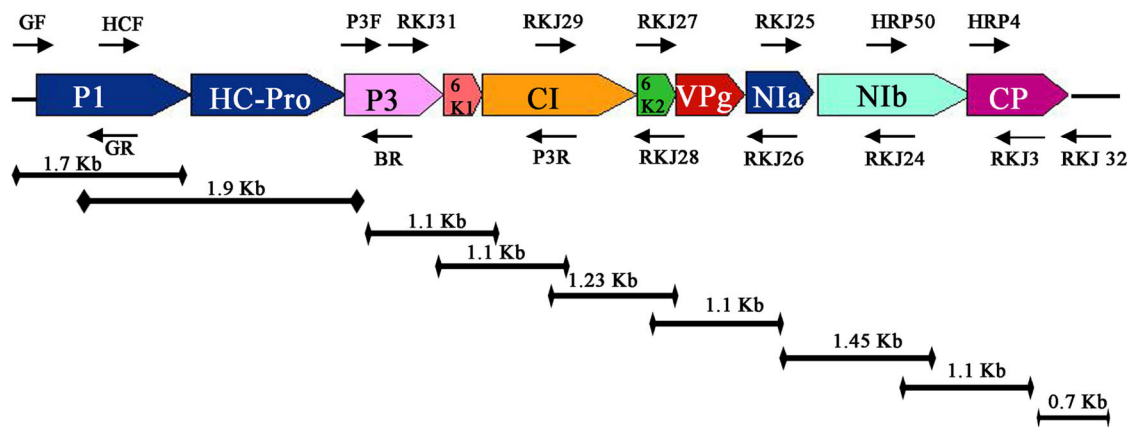 GF HCF P3F RKJ31 RKJ29 RKJ27 RKJ25 HRP50 HRP4
P1 HC-Pro P3 6 K1 CI 6 K2 VPg NIa NIb CP
GR BR P3R RKJ28 RKJ26 RKJ24 RKJ3 RKJ 32
1.7 Kb
1.9 Kb
1.1 Kb
1.1 Kb
1.23 Kb
1.1 Kb
1.45 Kb
1.1 Kb
0.7 Kb